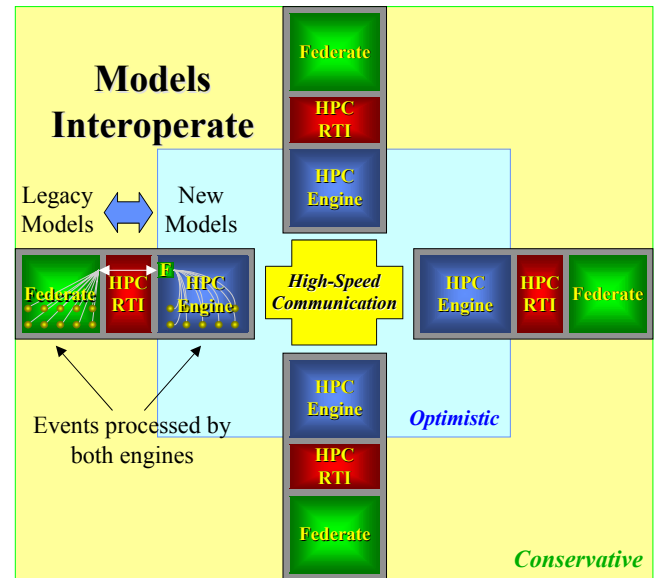 Models
Interoperate
Federate
HPC
RTI
HPC
Engine
Legacy
Models
New
Models
Federate
HPC
RTI
F
HPC
Engine
High-Speed
Communication
HPC
Engine
HPC
RTI
Federate
Events processed by
both engines
HPC
Engine
HPC
RTI
Federate
Optimistic
Conservative